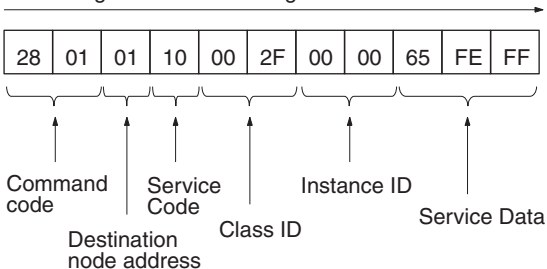 28 01 01 10 00 2F 00 00 65 FE FF
Command code
Destination node address
Service Code
Class ID
Instance ID
Service Data